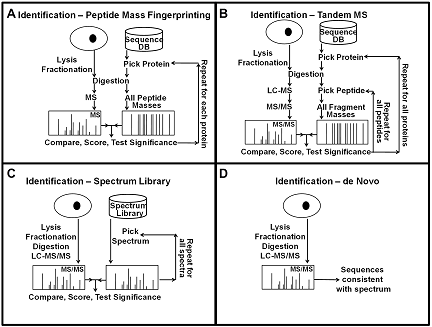 A Identification – Peptide Mass Fingerprinting
Sequence
DB
Lysis
Fractionation
Pick Protein
Digestion
MS
All Peptide
Masses
MS
Compare, Score, Test Significance
Repeat for each
protein
B Identification – Tandem MS
Sequence
DB
Lysis
Fractionation
Pick Protein
Digestion
LC-MS
Pick Peptide
MS/MS
All Fragment
Masses
MS/MS
Compare, Score, Test Significance
Repeat for
all peptides
Repeat for all proteins
C Identification – Spectrum Library
Spectrum
Library
Lysis
Fractionation
Digestion
LC-MS/MS
Pick
Spectrum
MS/MS
Compare, Score, Test Significance
Repeat for
all spectra
D Identification – de Novo
Lysis
Fractionation
Digestion
LC-MS/MS
MS/MS
Sequences
consistent
with spectrum